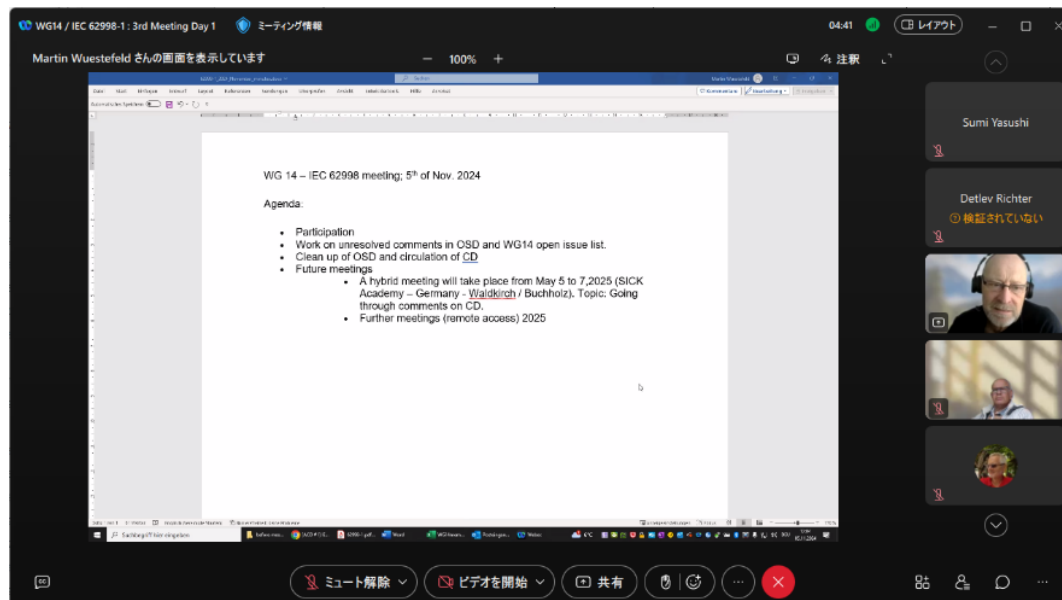 WG14 / IEC 62998-1 : 3rd Meeting Day 1
ミーティング情報
04:41
レイアウト
Martin Wuestefeld さんの画面を表示しています
100%
注釈
WG 14 – IEC 62998 meeting; 5th of Nov. 2024
Agenda:
• Participation
• Work on unresolved comments in OSD and WG14 open issue list.
• Clean up of OSD and circulation of CD
• Future meetings
• A hybrid meeting will take place from May 5 to 7,2025 (SICK
Academy – Germany - Waldkirch / Buchholz). Topic: Going
through comments on CD.
• Further meetings (remote access) 2025
Sumi Yasushi
Detlev Richter
検証されていない
Suchbegriff hier eingeben
ミュート解除
ビデオを開始
共有